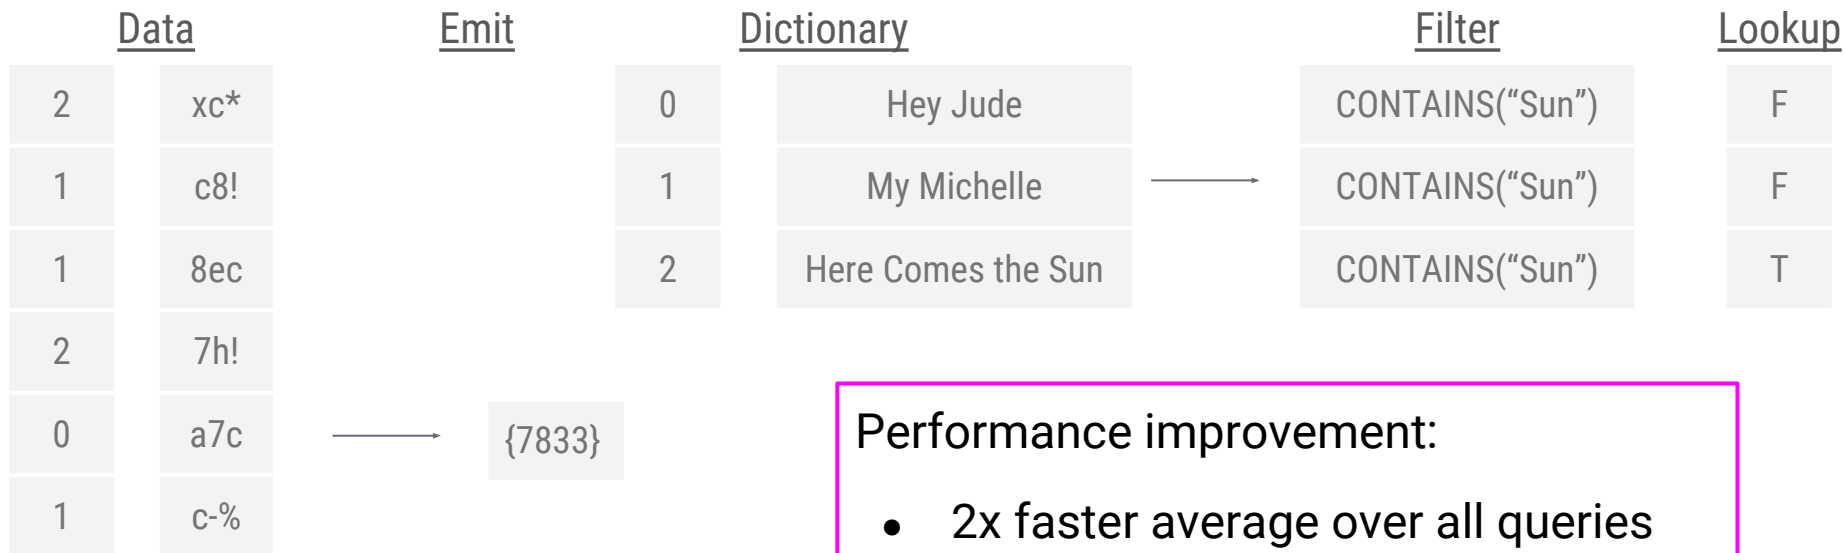 Data Emit Dictionary Filter Lookup
2 xc* 0 Hey Jude CONTAINS(“Sun”) F
1 c8! 1 My Michelle CONTAINS(“Sun”) F
1 8ec 2 Here Comes the Sun CONTAINS(“Sun”) T
2 7h!
0 a7c {7833} Performance improvement:
1 c-% ● 2x faster average over all queries